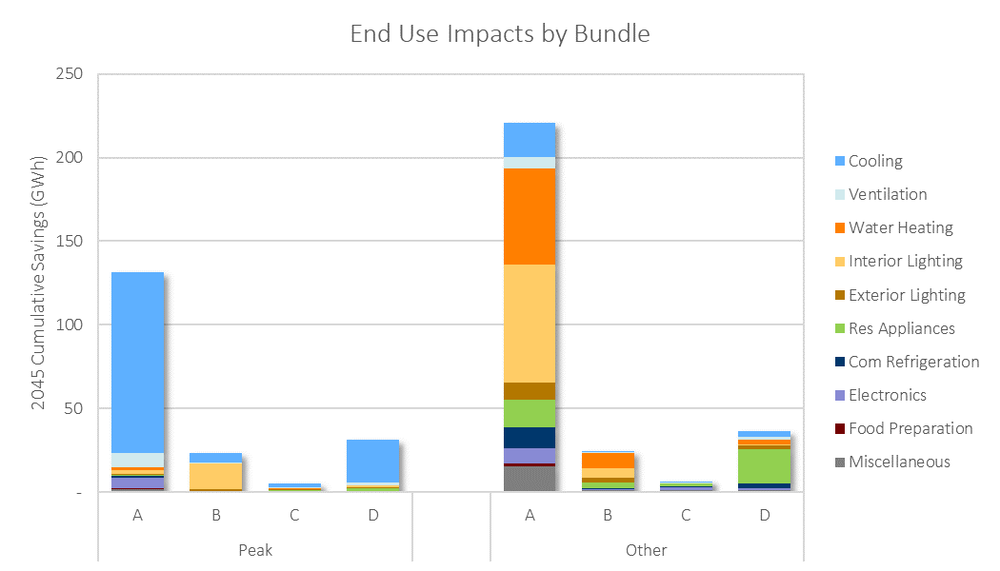 End Use Impacts by Bundle
2045 Cumulative Savings (GWh)
250
200
150
100
50
-
A B C D A B C D
Peak Other
Cooling
Ventilation
Water Heating
Interior Lighting
Exterior Lighting
Res Appliances
Com Refrigeration
Electronics
Food Preparation
Miscellaneous